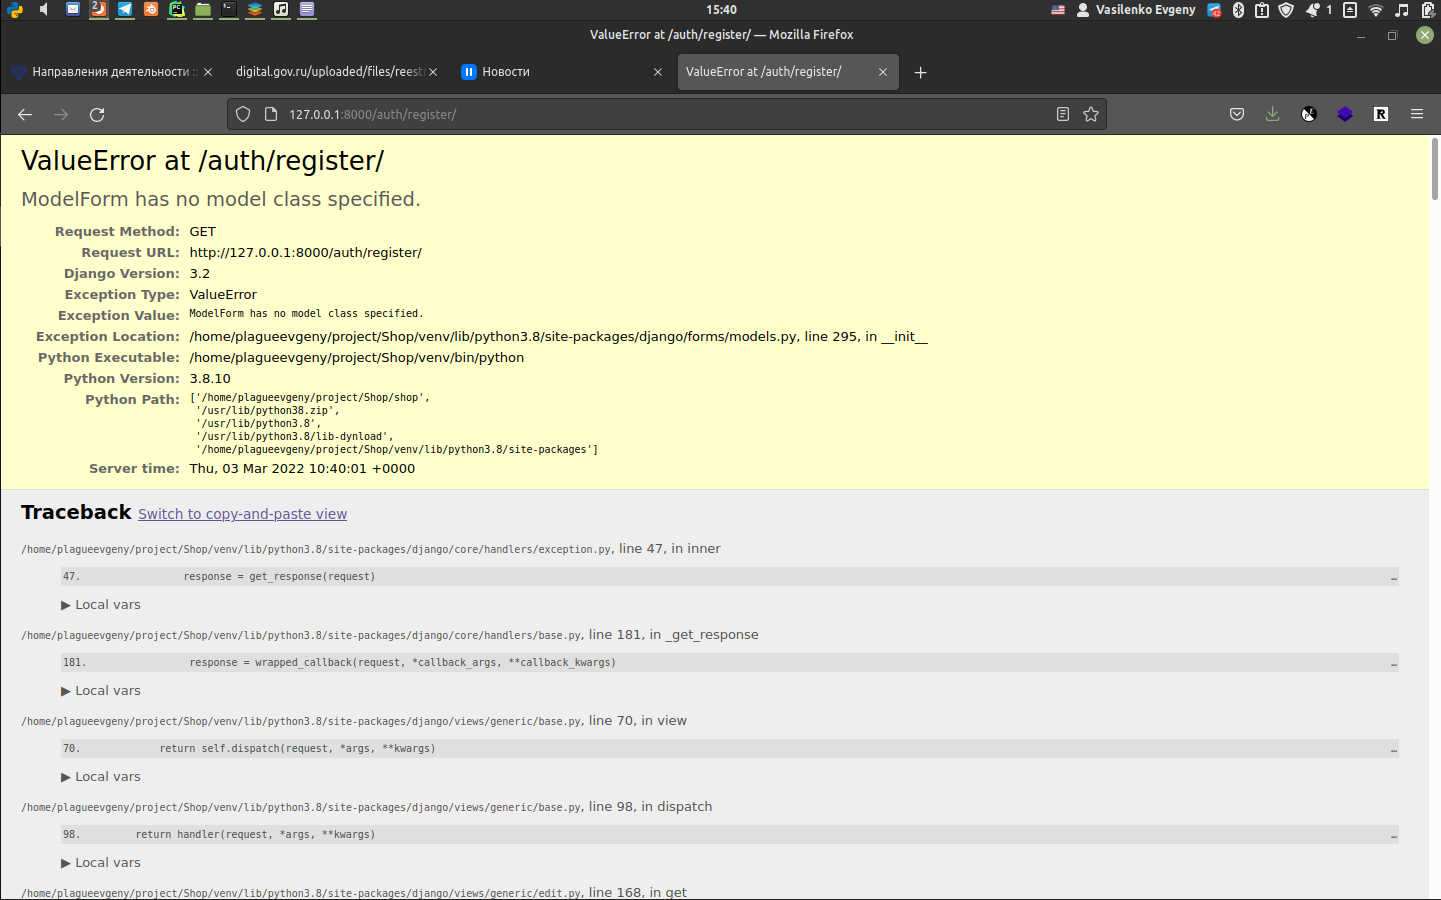 15:40
Vasilenko Evgeny
1
ValueError at /auth/register/ — Mozilla Firefox
Направления деятельности ::
digital.gov.ru/uploaded/files/reestr
Новости
ValueError at /auth/register/
127.0.0.1:8000/auth/register/
ValueError at /auth/register/
ModelForm has no model class specified.
Request Method: GET
Request URL: http://127.0.0.1:8000/auth/register/
Django Version: 3.2
Exception Type: ValueError
Exception Value: ModelForm has no model class specified.
Exception Location: /home/plagueevgeny/project/Shop/venv/lib/python3.8/site-packages/django/forms/models.py, line 295, in __init__
Python Executable: /home/plagueevgeny/project/Shop/venv/bin/python
Python Version: 3.8.10
Python Path: ['/home/plagueevgeny/project/Shop/shop',
'/usr/lib/python38.zip',
'/usr/lib/python3.8',
'/usr/lib/python3.8/lib-dynload',
'/home/plagueevgeny/project/Shop/venv/lib/python3.8/site-packages']
Server time: Thu, 03 Mar 2022 10:40:01 +0000
Traceback Switch to copy-and-paste view
/home/plagueevgeny/project/Shop/venv/lib/python3.8/site-packages/django/core/handlers/exception.py, line 47, in inner
47. response = get_response(request) …
▶ Local vars
/home/plagueevgeny/project/Shop/venv/lib/python3.8/site-packages/django/core/handlers/base.py, line 181, in _get_response
181. response = wrapped_callback(request, *callback_args, **callback_kwargs) …
▶ Local vars
/home/plagueevgeny/project/Shop/venv/lib/python3.8/site-packages/django/views/generic/base.py, line 70, in view
70. return self.dispatch(request, *args, **kwargs) …
▶ Local vars
/home/plagueevgeny/project/Shop/venv/lib/python3.8/site-packages/django/views/generic/base.py, line 98, in dispatch
98. return handler(request, *args, **kwargs) …
▶ Local vars
/home/plagueevgeny/project/Shop/venv/lib/python3.8/site-packages/django/views/generic/edit.py, line 168, in get